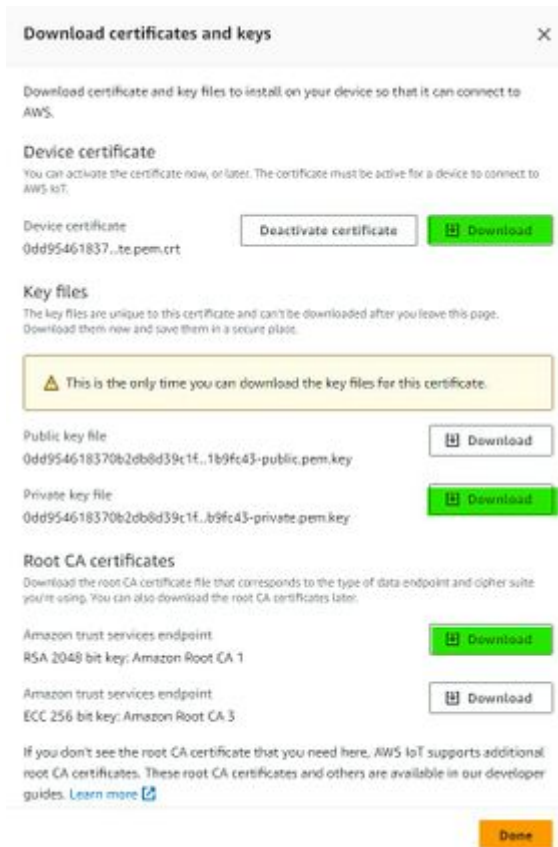 Download certificates and keys
Download certificate and key files to install on your device so that it can connect to
AWS.
Device certificate
You can activate the certificate now, or later. The certificate must be active for a device to connect to
AWS IoT.
Device certificate
0dd95461837...te.pem.crt
Deactivate certificate
Download
Key files
The key files are unique to this certificate and can't be downloaded after you leave this page.
Download them now and save them in a secure place.
This is the only time you can download the key files for this certificate.
Public key file
0dd954618370b2db8d39c1f...1b9fc43-public.pem.key
Download
Private key file
0dd954618370b2db8d39c1f...b9fc43-private.pem.key
Download
Root CA certificates
Download the root CA certificate file that corresponds to the type of data endpoint and cipher suite
you're using. You can also download the root CA certificates later.
Amazon trust services endpoint
RSA 2048 bit key: Amazon Root CA 1
Download
Amazon trust services endpoint
ECC 256 bit key: Amazon Root CA 3
Download
If you don't see the root CA certificate that you need here, AWS IoT supports additional
root CA certificates. These root CA certificates and others are available in our developer
guides. Learn more
Done